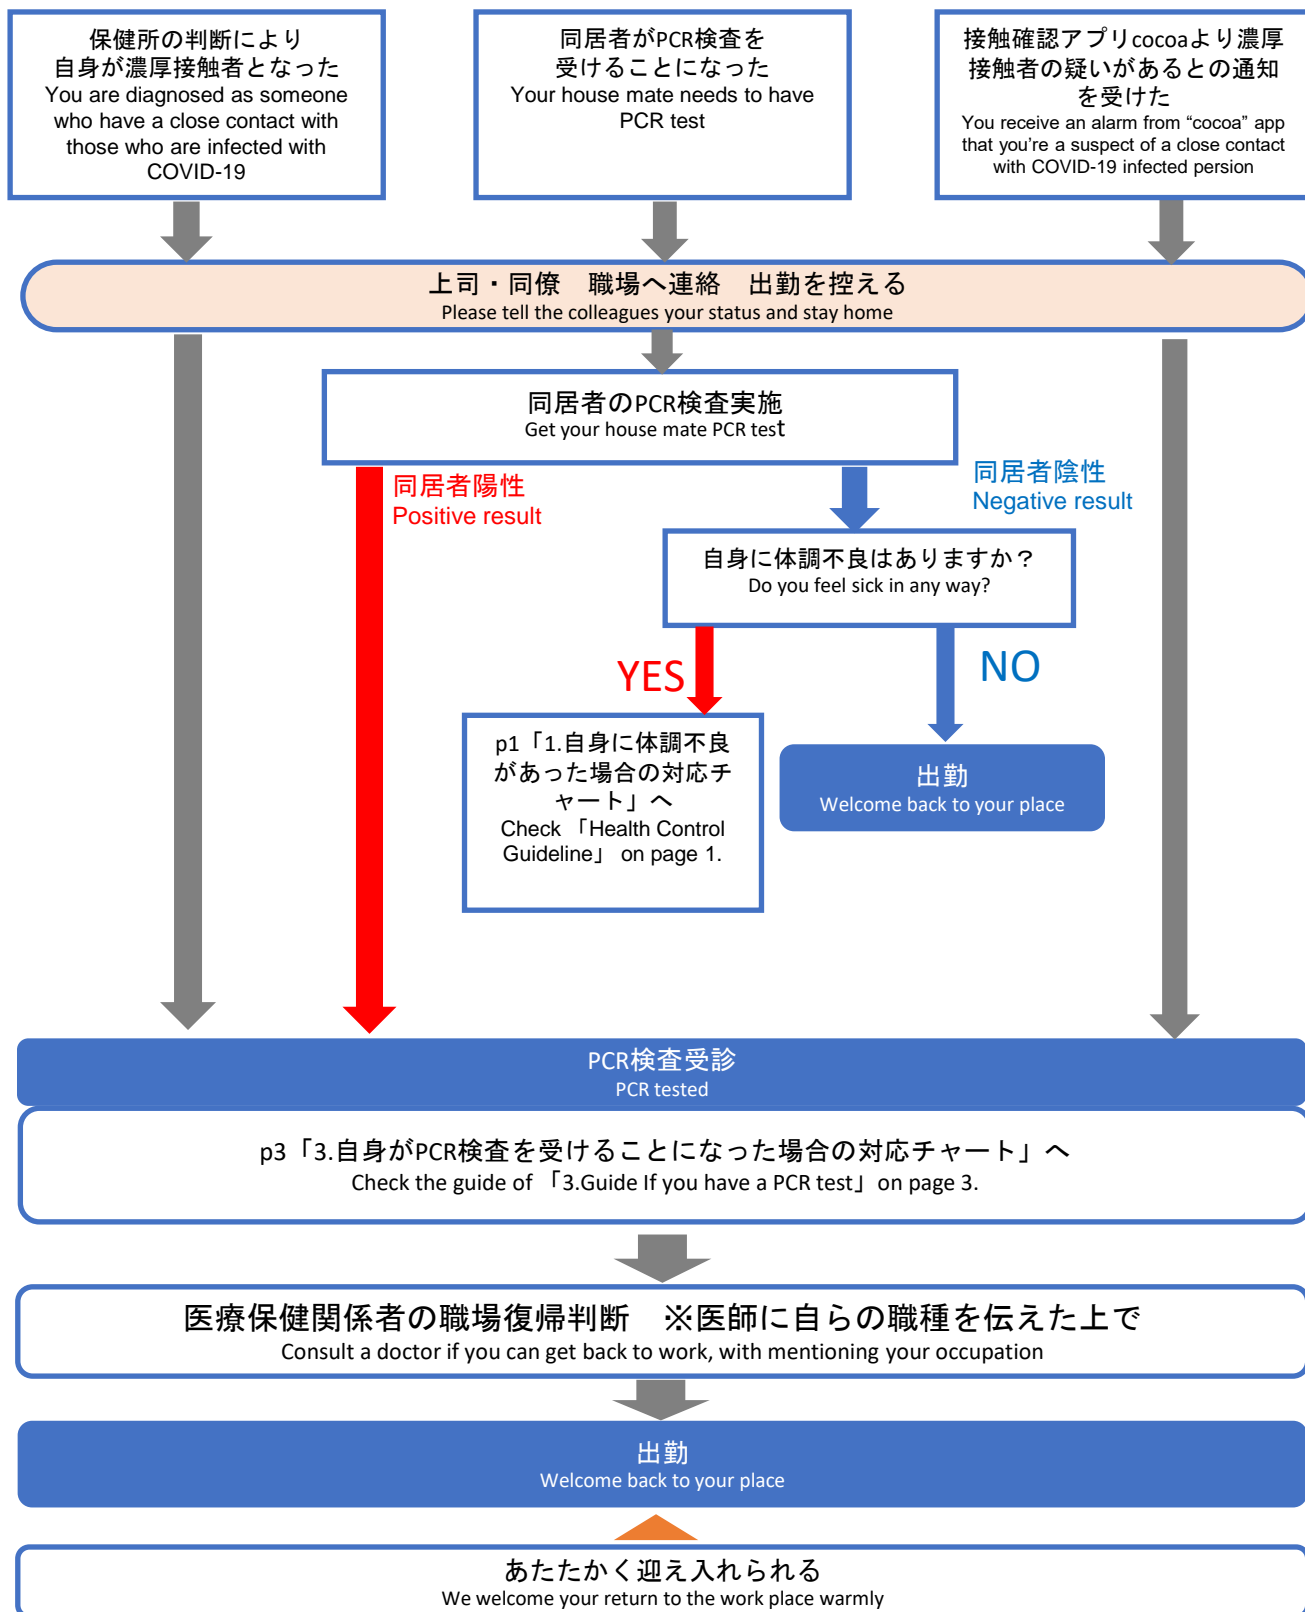 保健所の判断により
自身が濃厚接触者となった
You are diagnosed as someone
who have a close contact with
those who are infected with
COVID-19
同居者がPCR検査を
受けることになった
Your house mate needs to have
PCR test
接触確認アプリcocoaより濃厚
接触者の疑いがあるとの通知
を受けた
You receive an alarm from “cocoa” app
that you’re a suspect of a close contact
with COVID-19 infected persion
上司・同僚　職場へ連絡　出勤を控える
Please tell the colleagues your status and stay home
同居者のPCR検査実施
Get your house mate PCR test
同居者陽性
Positive result
同居者陰性
Negative result
自身に体調不良はありますか？
Do you feel sick in any way?
YES
NO
p1「1.自身に体調不良
があった場合の対応チ
ャート」へ
Check 「Health Control
Guideline」 on page 1.
出勤
Welcome back to your place
PCR検査受診
PCR tested
p3「3.自身がPCR検査を受けることになった場合の対応チャート」へ
Check the guide of 「3.Guide If you have a PCR test」on page 3.
医療保健関係者の職場復帰判断　※医師に自らの職種を伝えた上で
Consult a doctor if you can get back to work, with mentioning your occupation
出勤
Welcome back to your place
あたたかく迎え入れられる
We welcome your return to the work place warmly